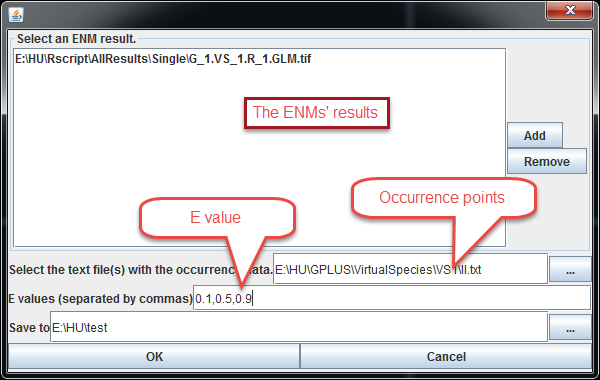 Select an ENM result.
E:\HU\Rscript\AllResults\Single\G_1.VS_1.R_1.GLM.tif
The ENMs' results
Add
Remove
Occurrence points
E value
Select the text file(s) with the occurrenc data.
E:\HU\GPLUS\VirtualSpecies\VS ll.txt
...
E values (separated by commas)
0.1,0.5,0.9
Save to
E:\HU\test
...
OK
Cancel